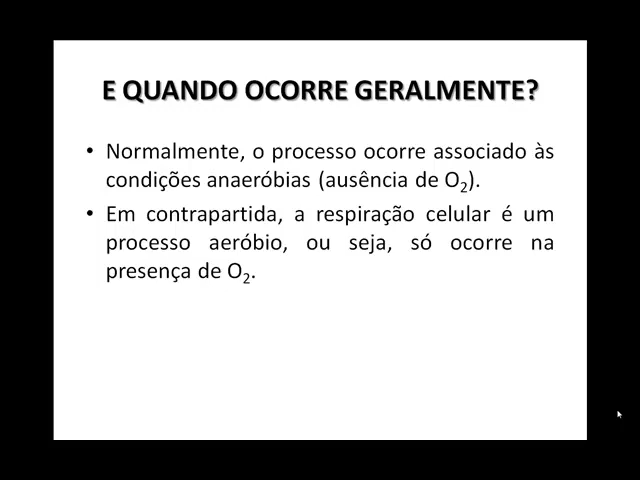 E QUANDO OCORRE GERALMENTE?
• Normalmente, o processo ocorre associado às
condições anaeróbias (ausência de O₂).
• Em contrapartida, a respiração celular é um
processo aeróbio, ou seja, só ocorre na
presença de O₂.